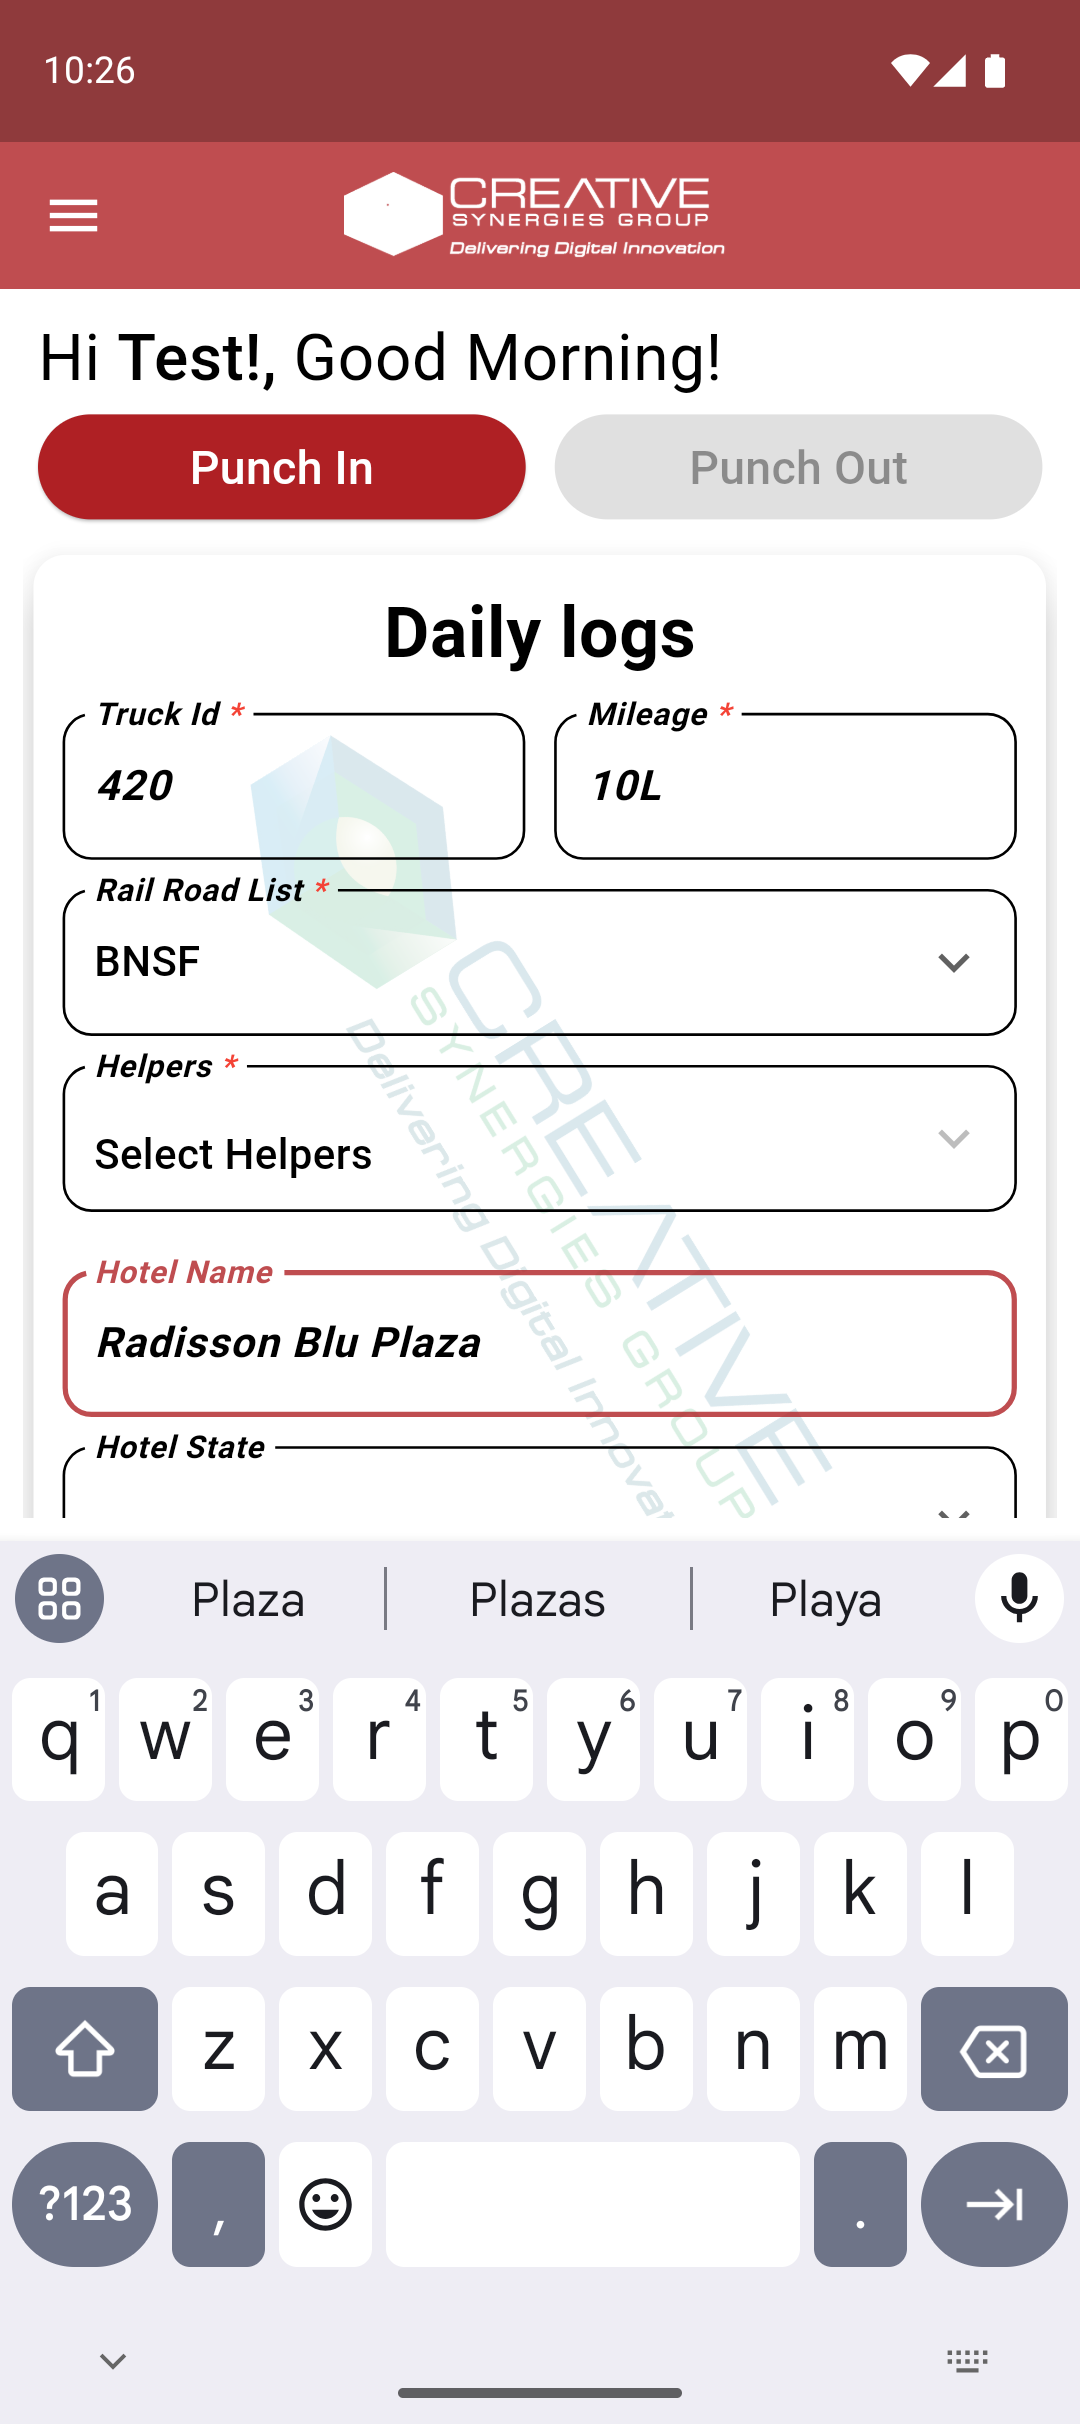 10:26
CREATIVE
SYNERGIES GROUP
Delivering Digital Innovation
Hi Test!, Good Morning!
Punch In
Punch Out
Daily logs
Truck Id *
Mileage *
420
10L
Rail Road List *
BNSF
Helpers *
Select Helpers
Hotel Name
Radisson Blu Plaza
Hotel State
CREATIVE
SYNERGIES GROUP
Delivering Digital Innovat
Plaza
Plazas
Playa
q 1 w 2 e 3 r 4 t 5 y 6 u 7 i 8 o 9 p 0
a s d f g h j k l
z x c v b n m
?123 , .